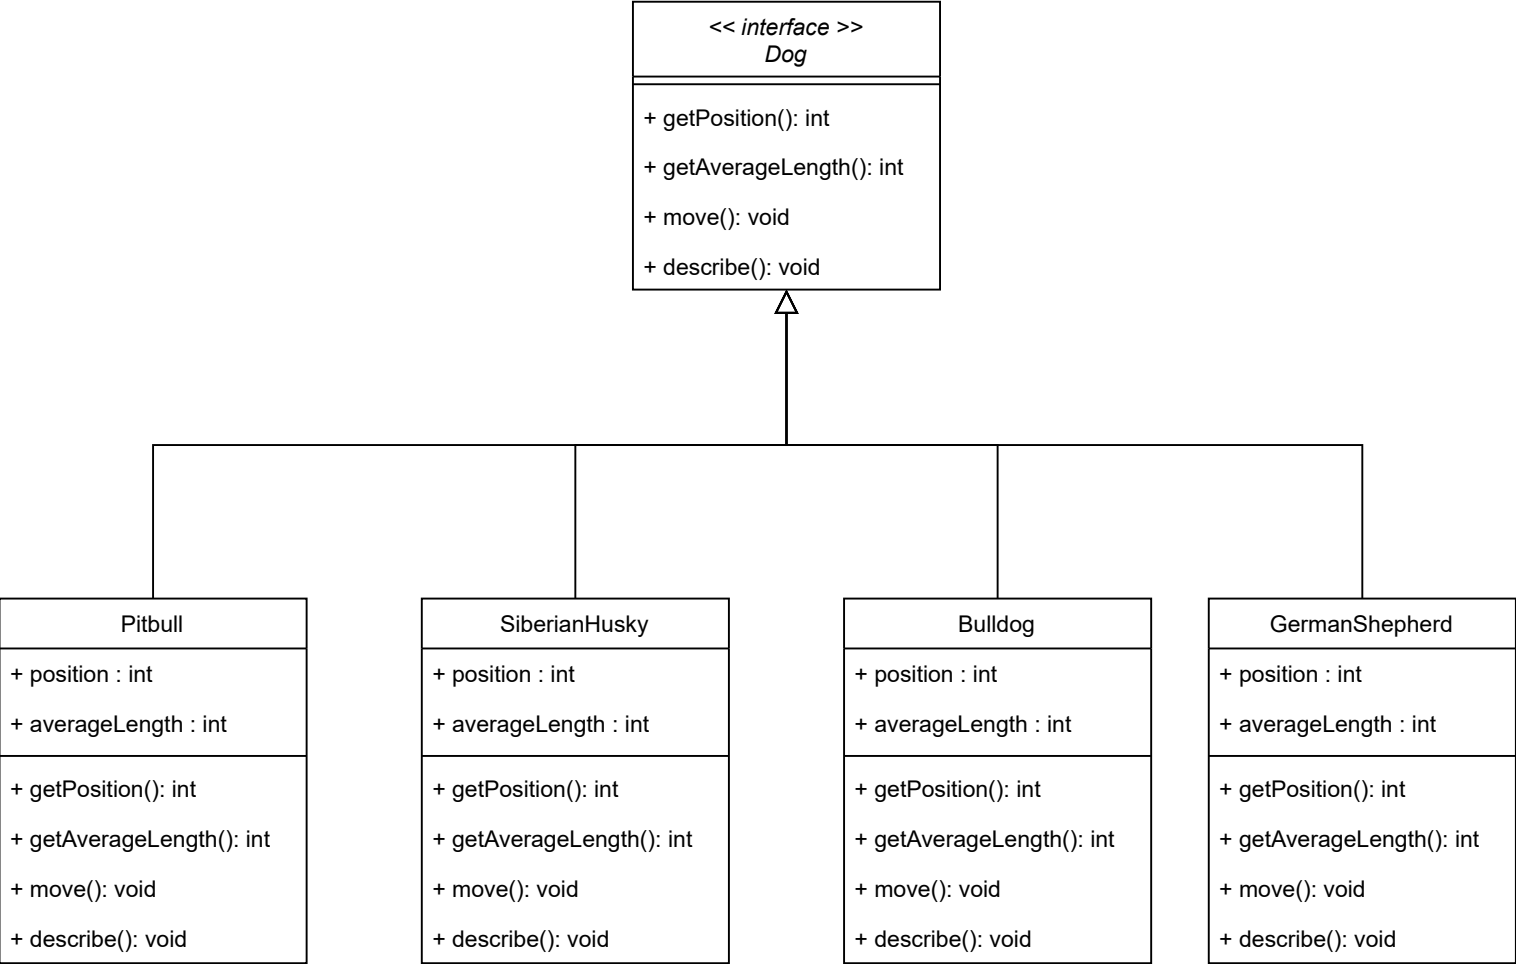 << interface >>
Dog
+ getPosition(): int
+ getAverageLength(): int
+ move(): void
+ describe(): void
Pitbull
+ position : int
+ averageLength : int
+ getPosition(): int
+ getAverageLength(): int
+ move(): void
+ describe(): void
SiberianHusky
+ position : int
+ averageLength : int
+ getPosition(): int
+ getAverageLength(): int
+ move(): void
+ describe(): void
Bulldog
+ position : int
+ averageLength : int
+ getPosition(): int
+ getAverageLength(): int
+ move(): void
+ describe(): void
GermanShepherd
+ position : int
+ averageLength : int
+ getPosition(): int
+ getAverageLength(): int
+ move(): void
+ describe(): void